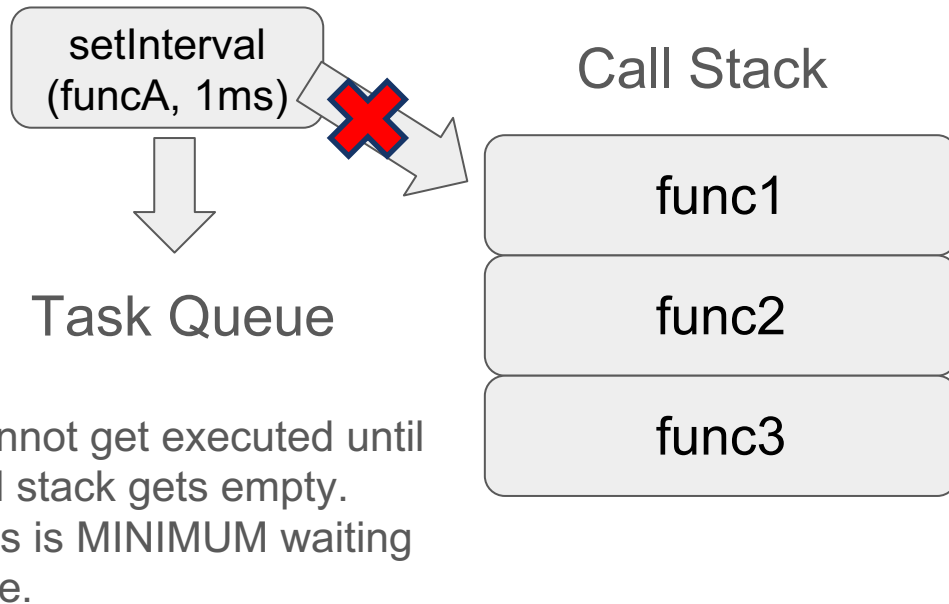 setInterval
(funcA, 1ms)
Call Stack
func1
func2
func3
Task Queue
nnot get executed until
l stack gets empty.
s is MINIMUM waiting
e.